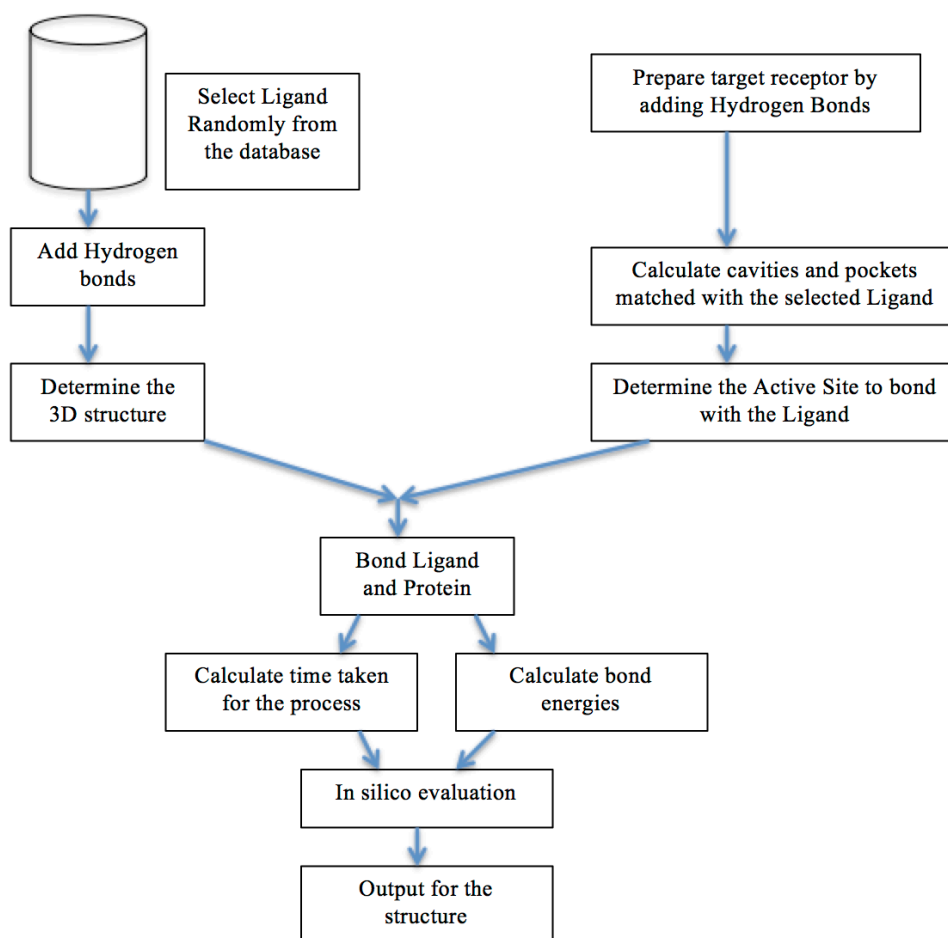 Select Ligand
Randomly from
the database
Prepare target receptor by
adding Hydrogen Bonds
Add Hydrogen
bonds
Calculate cavities and pockets
matched with the selected Ligand
Determine the
3D structure
Determine the Active Site to bond
with the Ligand
Bond Ligand
and Protein
Calculate time taken
for the process
Calculate bond
energies
In silico evaluation
Output for the
structure